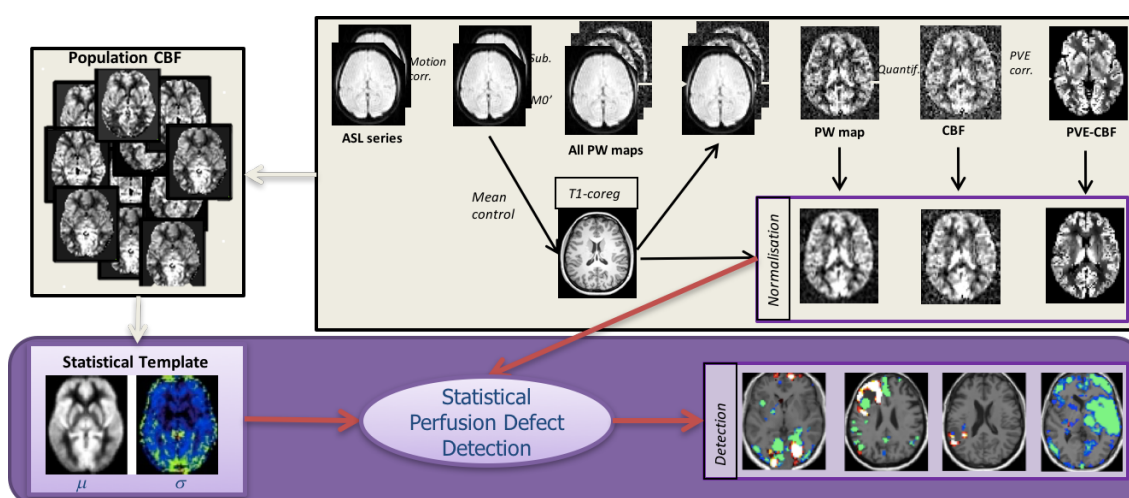 Population CBF
Motion
corr.
Sub.
M0'
Quantif.
PVE
corr.
ASL series
All PW maps
PW map
CBF
PVE-CBF
Mean
control
T1-coreg
Normalisation
Statistical Template
μ
σ
Statistical
Perfusion Defect
Detection
Detection